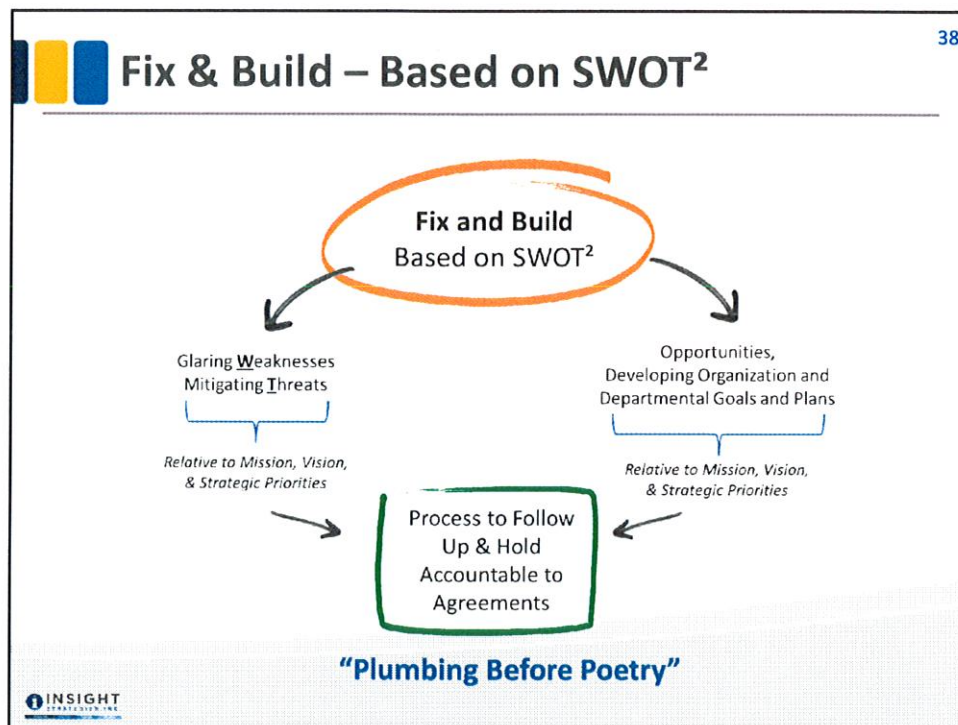 38
Fix & Build – Based on SWOT²
Fix and Build
Based on SWOT²
Glaring Weaknesses
Mitigating Threats
Relative to Mission, Vision,
& Strategic Priorities
Opportunities,
Developing Organization and
Departmental Goals and Plans
Relative to Mission, Vision,
& Strategic Priorities
Process to Follow
Up & Hold
Accountable to
Agreements
“Plumbing Before Poetry”
INSIGHT
STRATEGIES INC